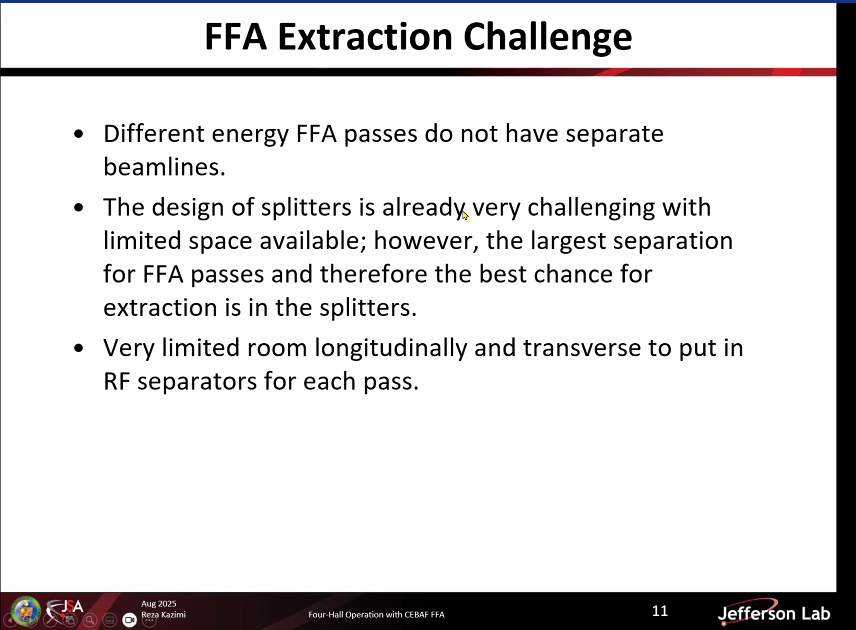 FFA Extraction Challenge
• Different energy FFA passes do not have separate
beamlines.
• The design of splitters is already very challenging with
limited space available; however, the largest separation
for FFA passes and therefore the best chance for
extraction is in the splitters.
• Very limited room longitudinally and transverse to put in
RF separators for each pass.
JSA
Aug 2025
Reza Kazimi
Four-Hall Operation with CEBAF FFA
11
Jefferson Lab